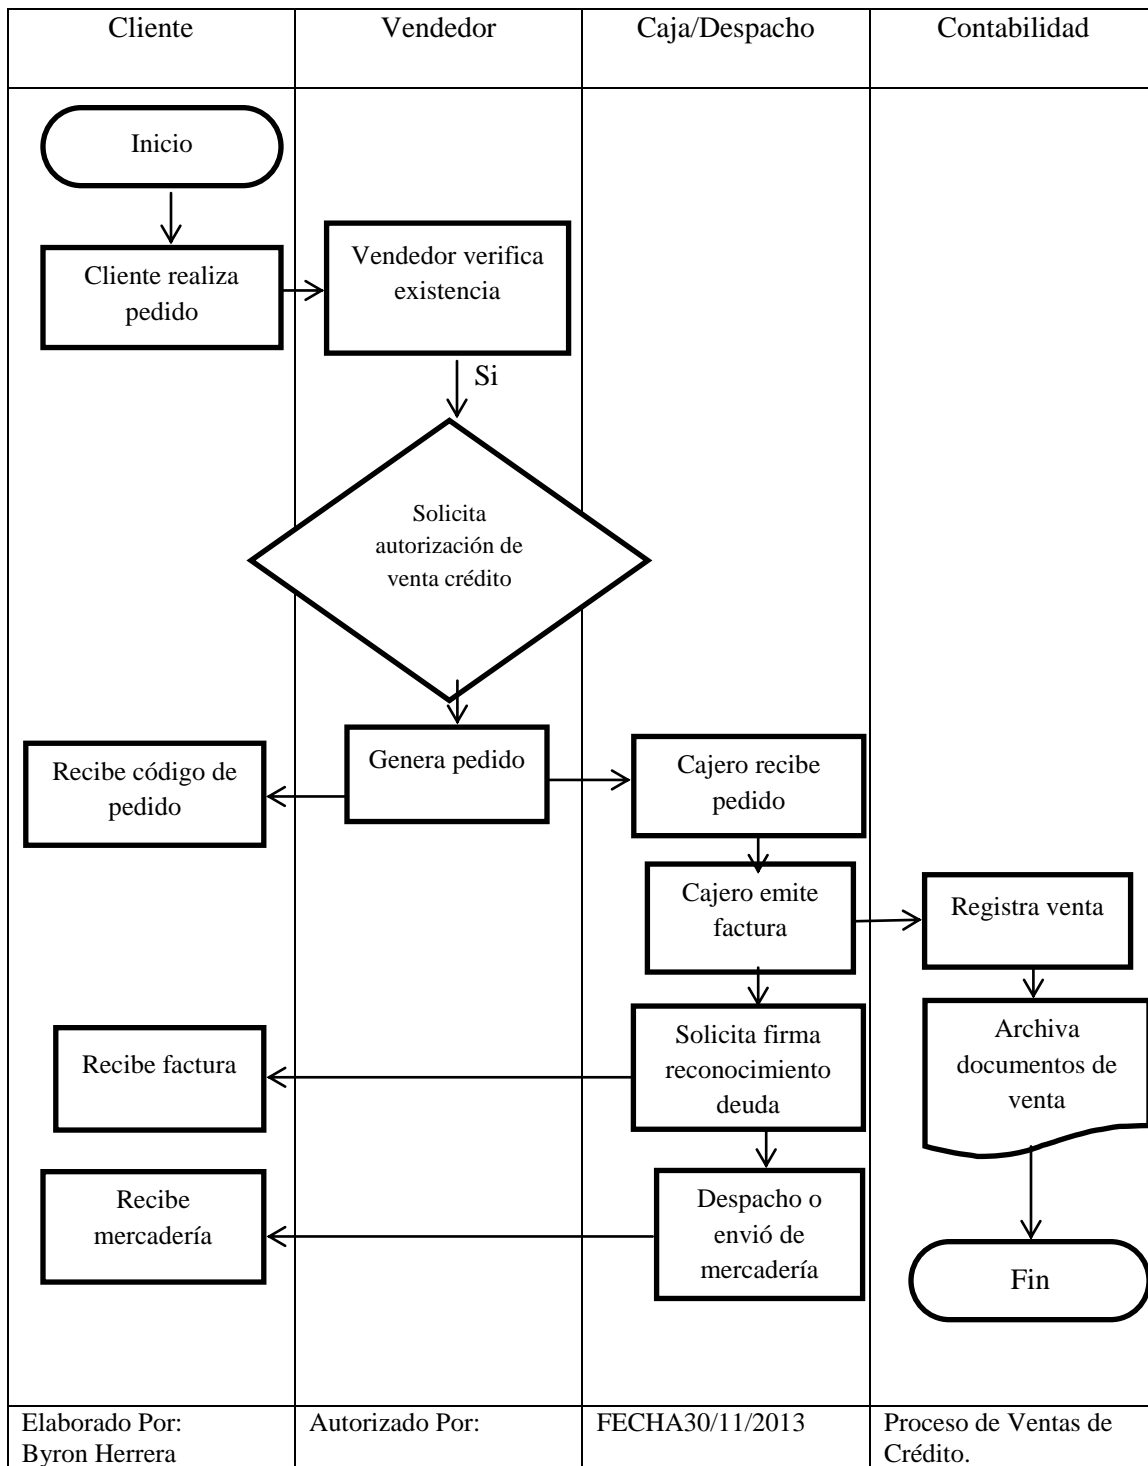 Cliente
Vendedor
Caja/Despacho
Contabilidad
Inicio
Cliente realiza
pedido
Vendedor verifica
existencia
Si
Solicita
autorización de
venta crédito
Genera pedido
Recibe código de
pedido
Cajero recibe
pedido
Cajero emite
factura
Registra venta
Solicita firma
reconocimiento
deuda
Recibe factura
Archiva
documentos de
venta
Recibe
mercadería
Despacho o
envió de
mercadería
Fin
Elaborado Por:
Byron Herrera
Autorizado Por:
FECHA30/11/2013
Proceso de Ventas de
Crédito.